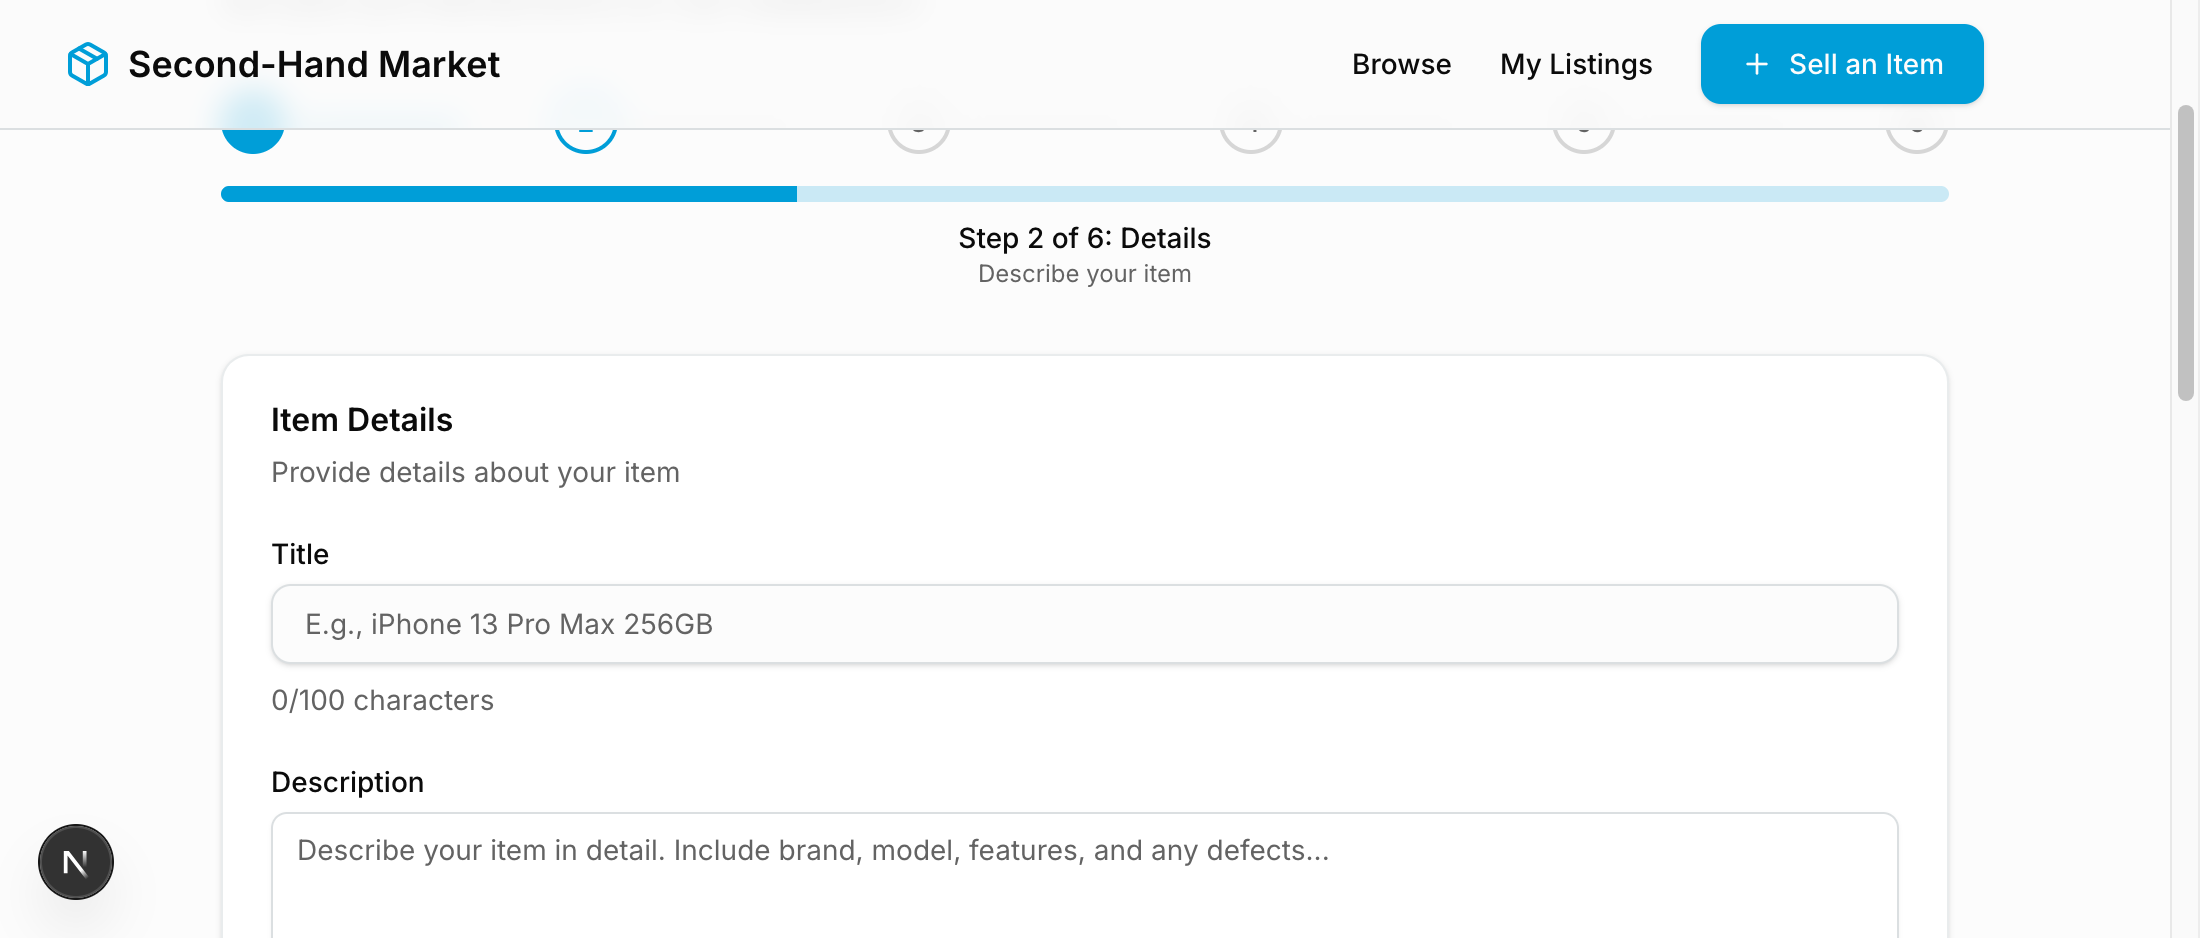 Second-Hand Market
Browse
My Listings
+ Sell an Item
Step 2 of 6: Details
Describe your item
Item Details
Provide details about your item
Title
E.g., iPhone 13 Pro Max 256GB
0/100 characters
Description
Describe your item in detail. Include brand, model, features, and any defects...
N